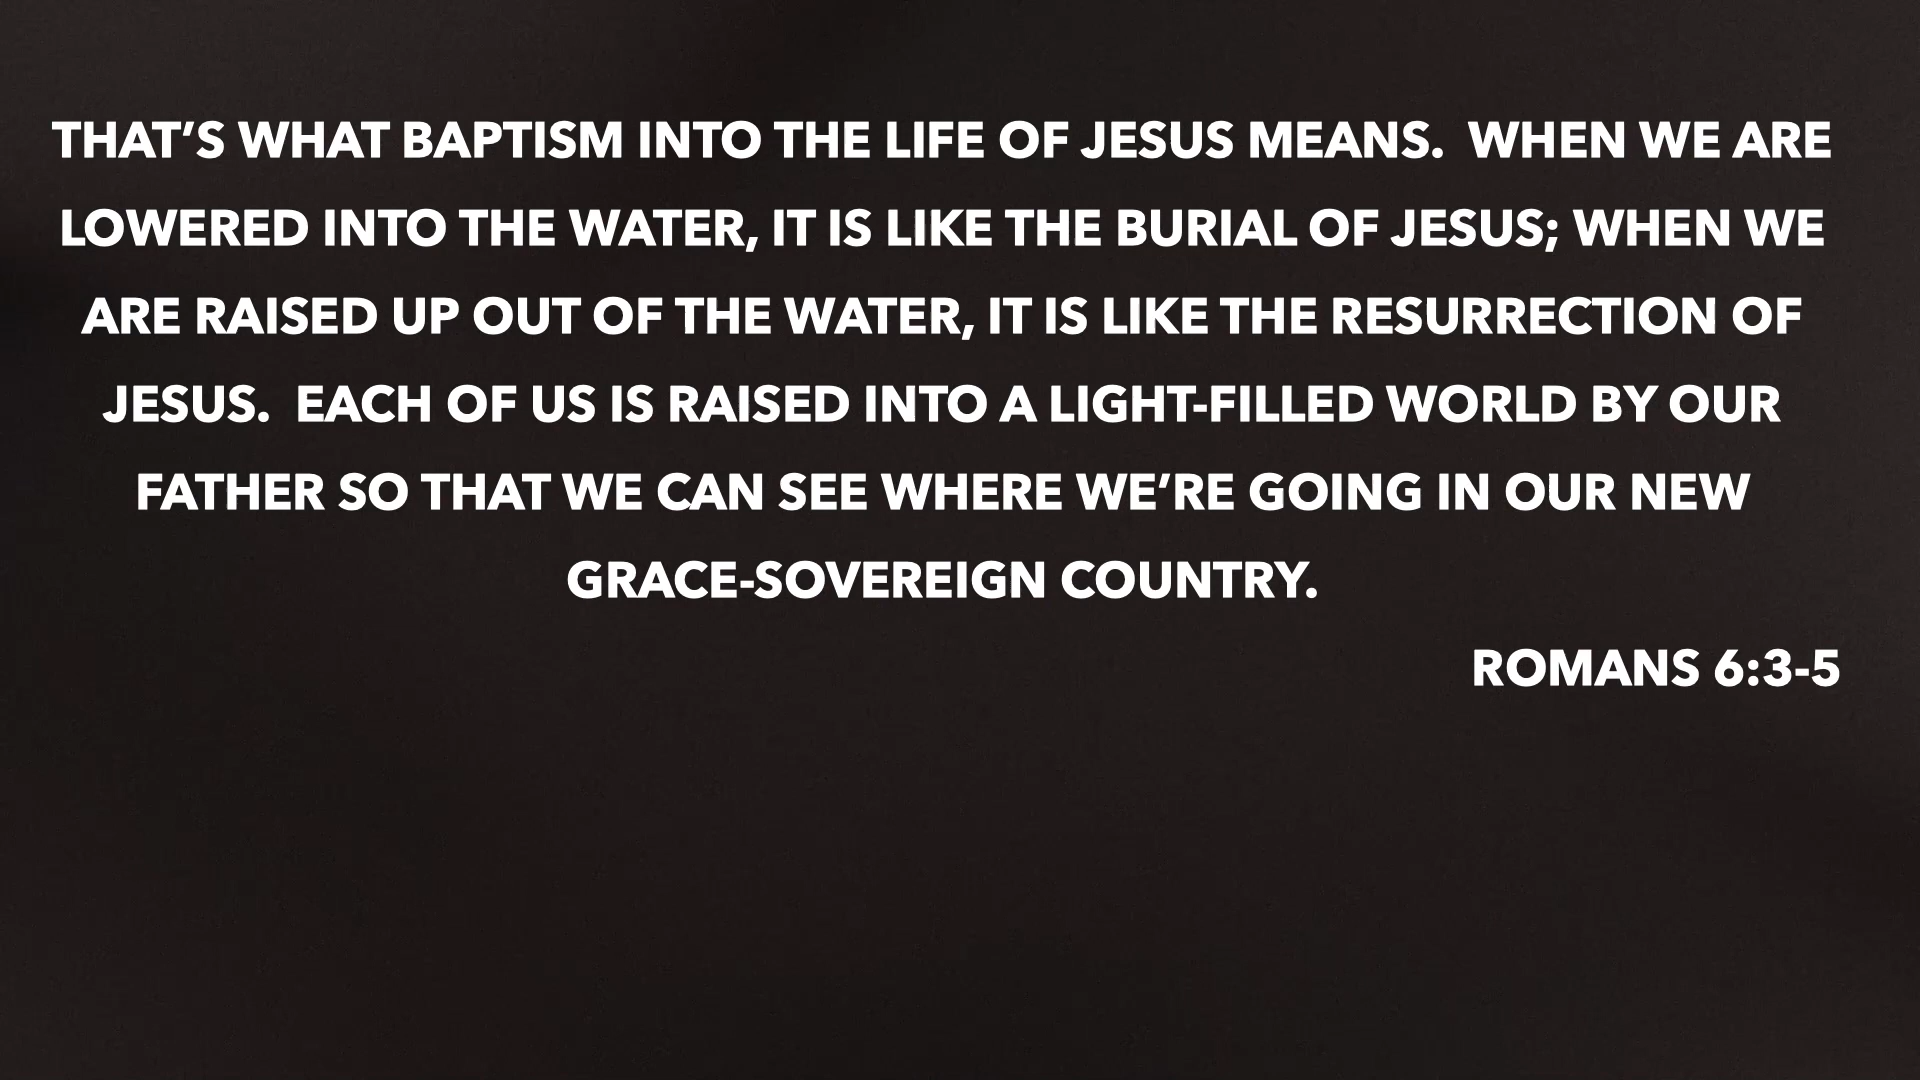 THAT’S WHAT BAPTISM INTO THE LIFE OF JESUS MEANS.  WHEN WE ARE
LOWERED INTO THE WATER, IT IS LIKE THE BURIAL OF JESUS; WHEN WE
ARE RAISED UP OUT OF THE WATER, IT IS LIKE THE RESURRECTION OF
JESUS.  EACH OF US IS RAISED INTO A LIGHT-FILLED WORLD BY OUR
FATHER SO THAT WE CAN SEE WHERE WE’RE GOING IN OUR NEW
GRACE-SOVEREIGN COUNTRY.
ROMANS 6:3-5